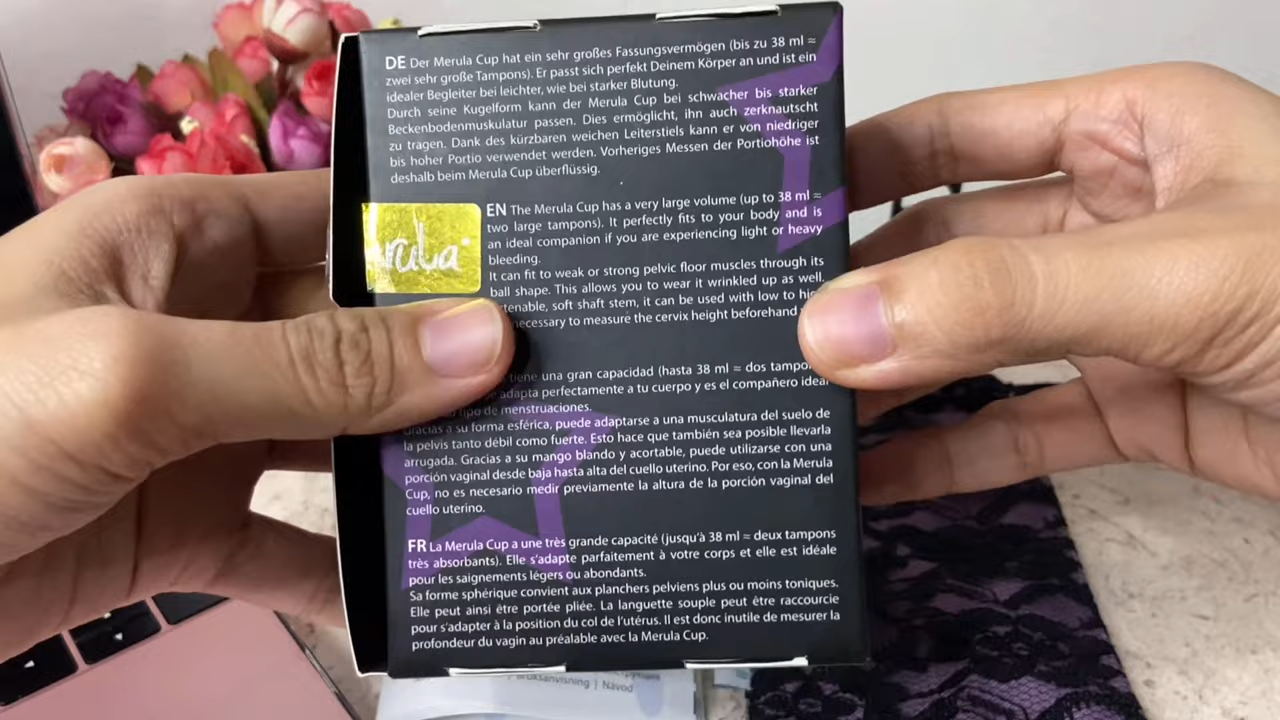 DE Der Merula Cup hat ein sehr großes Fassungsvermögen (bis zu 38 ml ≈
zwei sehr große Tampons). Er passt sich perfekt Deinem Körper an und ist ein
idealer Begleiter bei leichter, wie bei starker Blutung.
Durch seine Kugelform kann der Merula Cup bei schwacher bis starker
Beckenbodenmuskulatur passen. Dies ermöglicht, ihn auch zerknautscht
zu tragen. Dank des kürzbaren weichen Leiterstiels kann er von niedriger
bis hoher Portio verwendet werden. Vorheriges Messen der Portiohöhe ist
deshalb beim Merula Cup überflüssig.
EN The Merula Cup has a very large volume (up to 38 ml ≈
two large tampons). It perfectly fits to your body and is
an ideal companion if you are experiencing light or heavy
bleeding.
It can fit to weak or strong pelvic floor muscles through its
ball shape. This allows you to wear it wrinkled up as well.
soft shaft stem, it can be used with low to
necessary to measure the cervix height beforehand
tiene una gran capacidad (hasta 38 ml ≈ dos
adapta perfectamente a tu cuerpo y es el compañero ideal
tipo de menstruaciones.
Gracias a su forma esférica, puede adaptarse a una musculatura del suelo de
la pelvis tanto débil como fuerte. Esto hace que también sea posible llevarla
arrugada. Gracias a su mango blando y acortable, puede utilizarse con una
porción vaginal desde baja hasta alta del cuello uterino. Por eso, con la Merula
Cup, no es necesario medir previamente la altura de la porción vaginal del
cuello uterino.
FR La Merula Cup a une très grande capacité (jusqu'à 38 ml ≈ deux tampons
très absorbants). Elle s'adapte parfaitement à votre corps et elle est idéale
pour les saignements légers ou abondants.
Sa forme sphérique convient aux planchers pelviens plus ou moins toniques.
Elle peut ainsi être portée pliée. La languette souple peut être raccourcie
pour s'adapter à la position du col de l'utérus. Il est donc inutile de mesurer la
profondeur du vagin au préalable avec la Merula Cup.
| Bruksanvisning | Návod